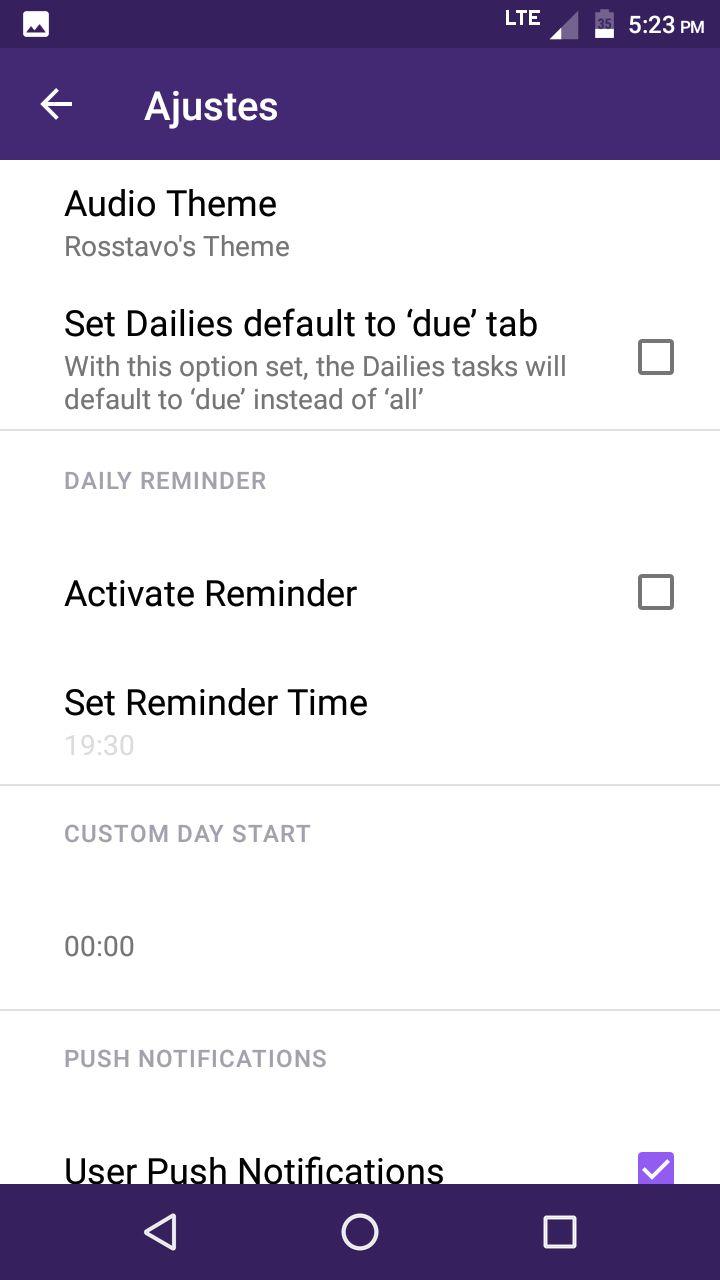 LTE 35 5:23 PM
Ajustes
Audio Theme
Rosstavo's Theme
Set Dailies default to ‘due’ tab
With this option set, the Dailies tasks will
default to ‘due’ instead of ‘all’
DAILY REMINDER
Activate Reminder
Set Reminder Time
19:30
CUSTOM DAY START
00:00
PUSH NOTIFICATIONS
User Push Notifications